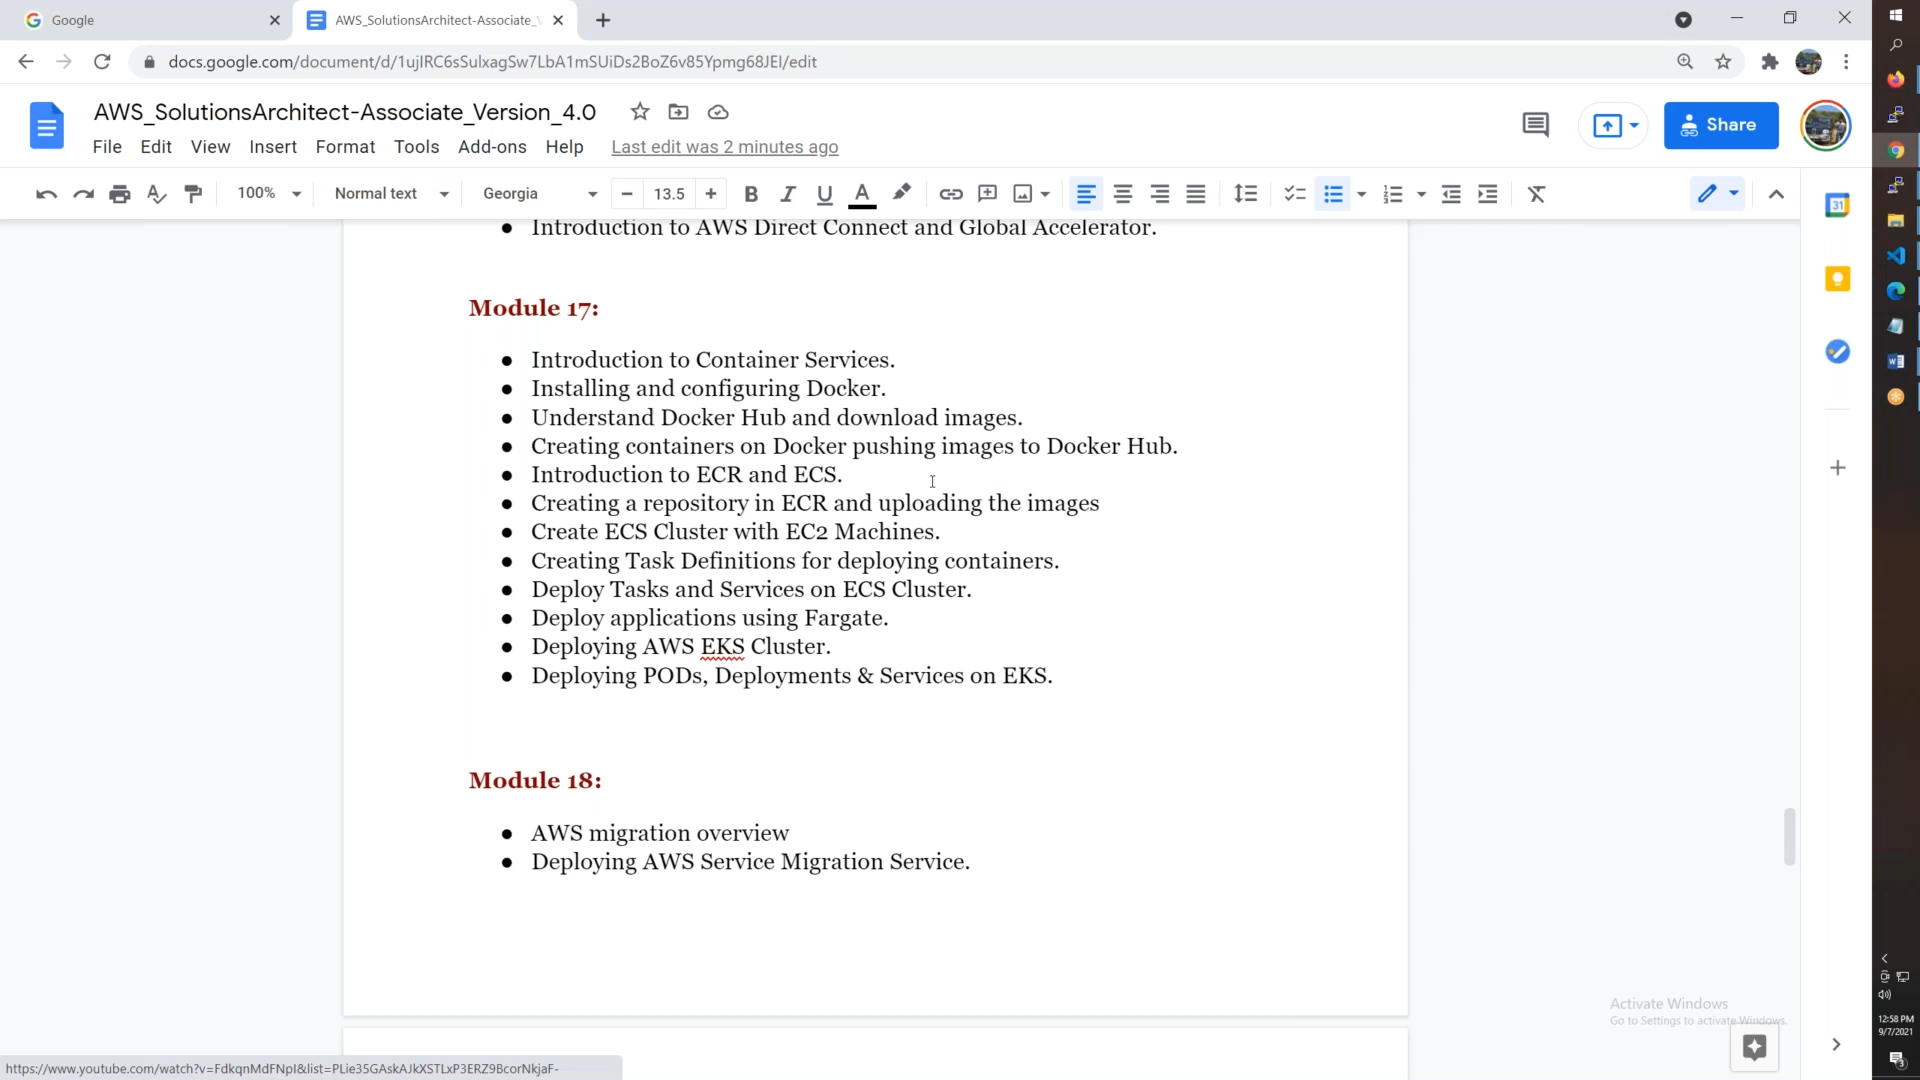 Google
AWS_SolutionsArchitect-Associate_V
docs.google.com/document/d/1ujIRC6sSulxagSw7LbA1mSUiDs2BoZ6v85Ypmg68JEI/edit
AWS_SolutionsArchitect-Associate_Version_4.0
Share
File Edit View Insert Format Tools Add-ons Help Last edit was 2 minutes ago
100% Normal text Georgia 13.5
31
● Introduction to AWS Direct Connect and Global Accelerator.
Module 17:
● Introduction to Container Services.
● Installing and configuring Docker.
● Understand Docker Hub and download images.
● Creating containers on Docker pushing images to Docker Hub.
● Introduction to ECR and ECS.
● Creating a repository in ECR and uploading the images
● Create ECS Cluster with EC2 Machines.
● Creating Task Definitions for deploying containers.
● Deploy Tasks and Services on ECS Cluster.
● Deploy applications using Fargate.
● Deploying AWS EKS Cluster.
● Deploying PODs, Deployments & Services on EKS.
Module 18:
● AWS migration overview
● Deploying AWS Service Migration Service.
Activate Windows
Go to Settings to activate Windows.
12:58 PM
9/7/2021
https://www.youtube.com/watch?v=FdkqnMdFNpI&list=PLie35GAskAJkXSTLxP3ERZ9BcorNkjaF-